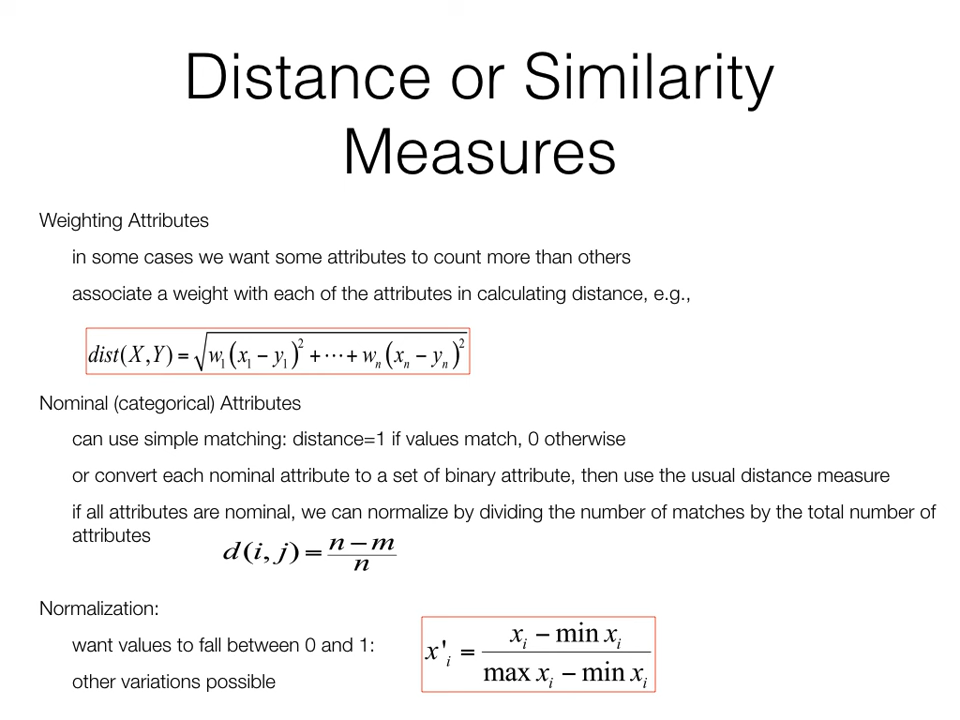 Distance or Similarity
Measures
Weighting Attributes
in some cases we want some attributes to count more than others
associate a weight with each of the attributes in calculating distance, e.g.,
dist(X,Y) = √(w₁(x₁ − y₁)² + ⋯ + wₙ(xₙ − yₙ)²)
Nominal (categorical) Attributes
can use simple matching: distance=1 if values match, 0 otherwise
or convert each nominal attribute to a set of binary attribute, then use the usual distance measure
if all attributes are nominal, we can normalize by dividing the number of matches by the total number of
attributes
d(i, j) = (n − m) / n
Normalization:
want values to fall between 0 and 1:
x'ᵢ = (xᵢ − min xᵢ) / (max xᵢ − min xᵢ)
other variations possible